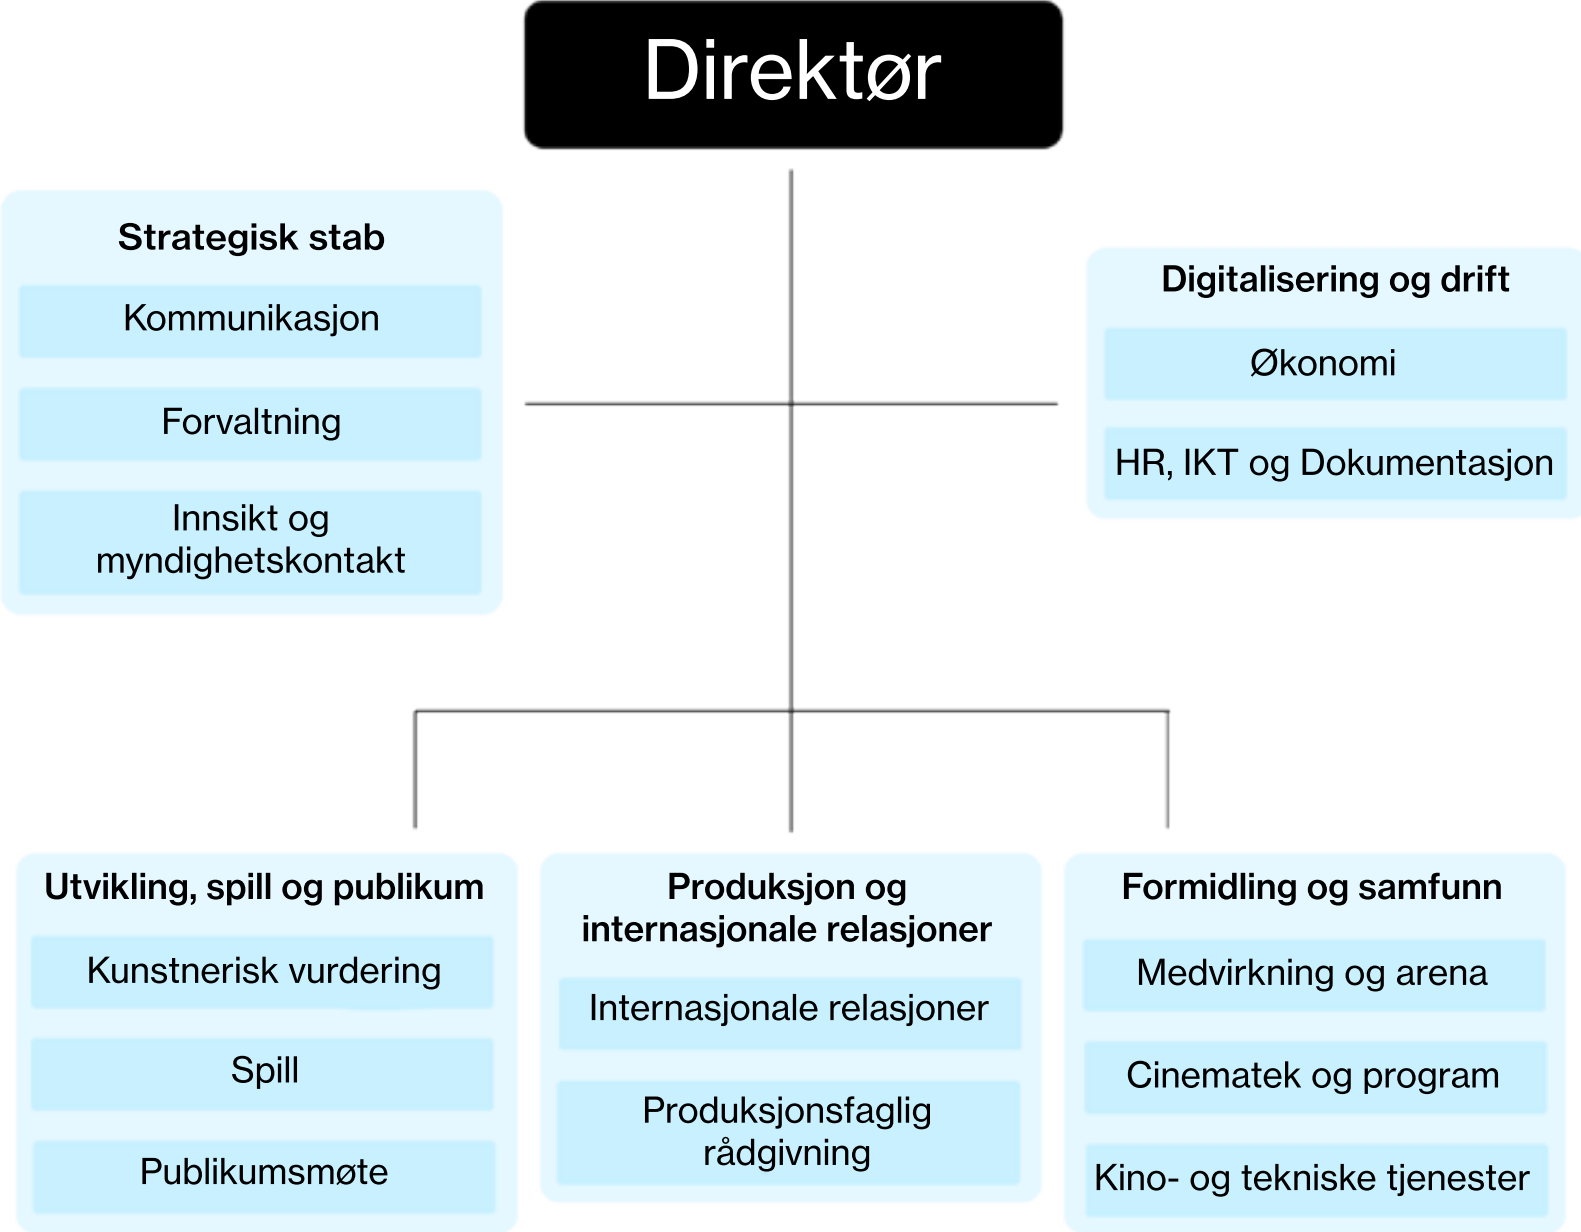 Direktør
Strategisk stab
Kommunikasjon
Forvaltning
Innsikt og
myndighetskontakt
Digitalisering og drift
Økonomi
HR, IKT og Dokumentasjon
Utvikling, spill og publikum
Kunstnerisk vurdering
Spill
Publikumsmøte
Produksjon og
internasjonale relasjoner
Internasjonale relasjoner
Produksjonsfaglig
rådgivning
Formidling og samfunn
Medvirkning og arena
Cinematek og program
Kino- og tekniske tjenester